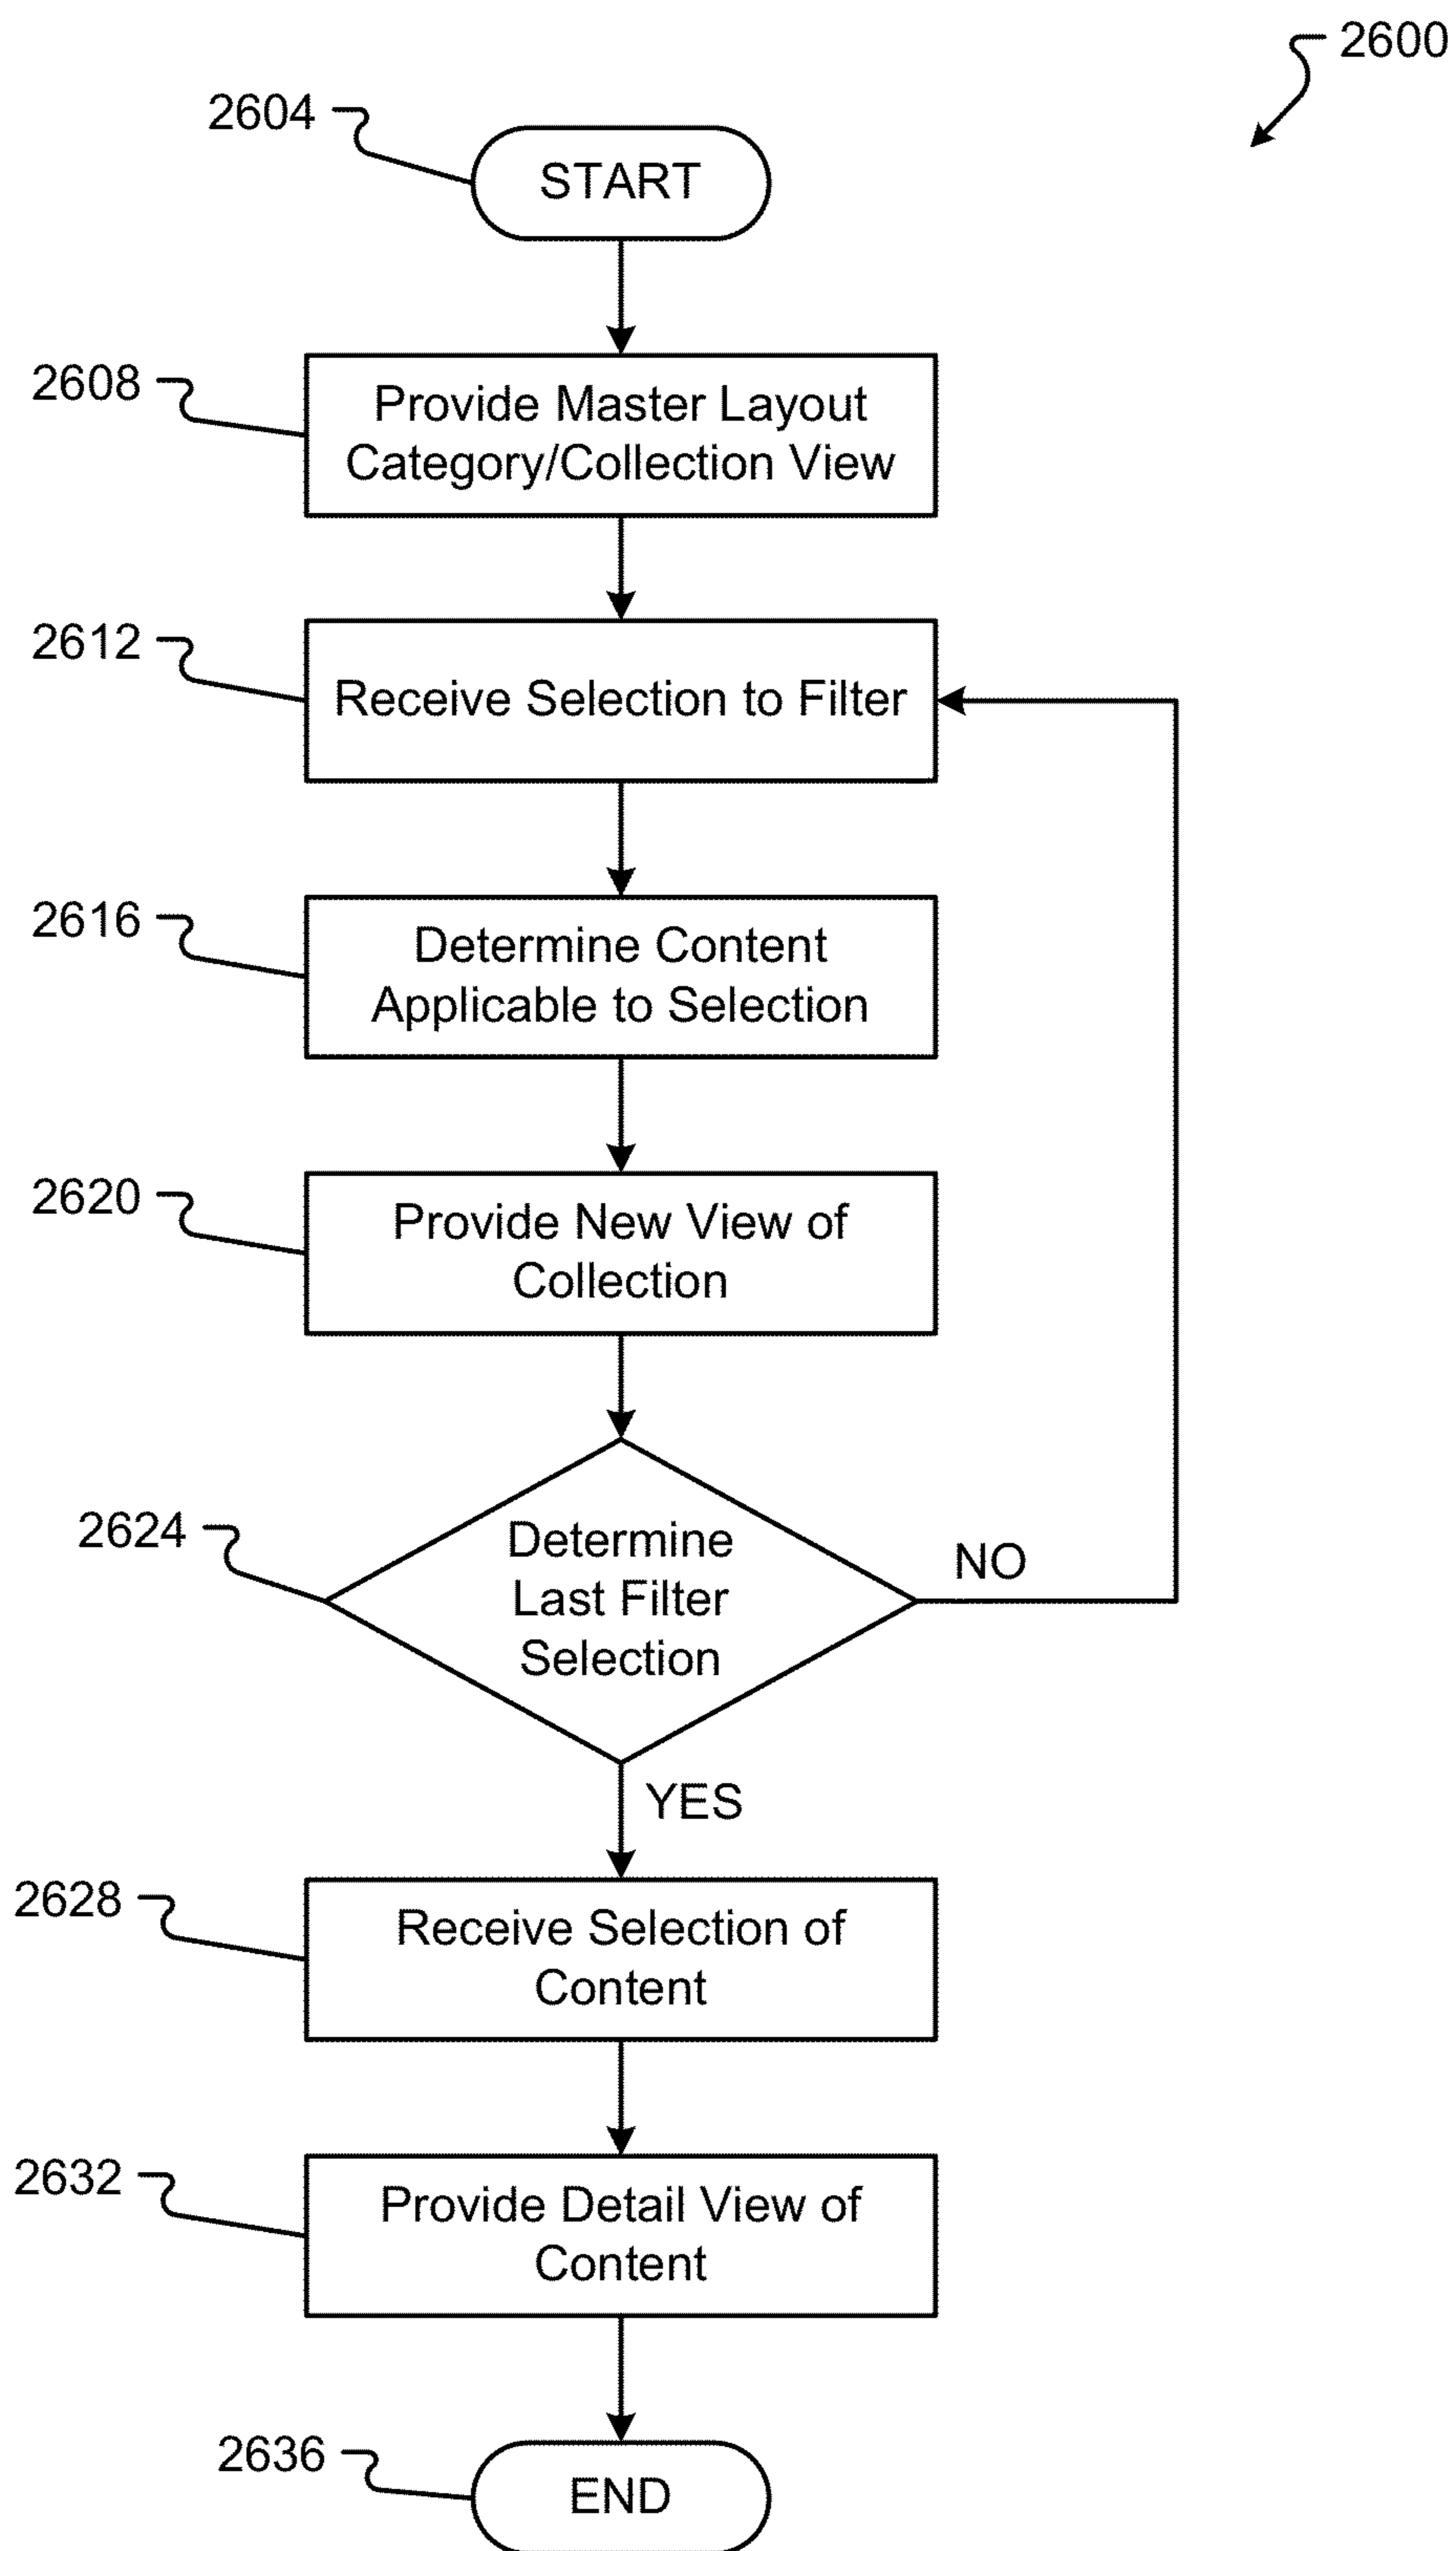 2600
2604
START
2608
Provide Master Layout
Category/Collection View
2612
Receive Selection to Filter
2616
Determine Content
Applicable to Selection
2620
Provide New View of
Collection
2624
Determine
Last Filter
Selection
NO
YES
2628
Receive Selection of
Content
2632
Provide Detail View of
Content
2636
END